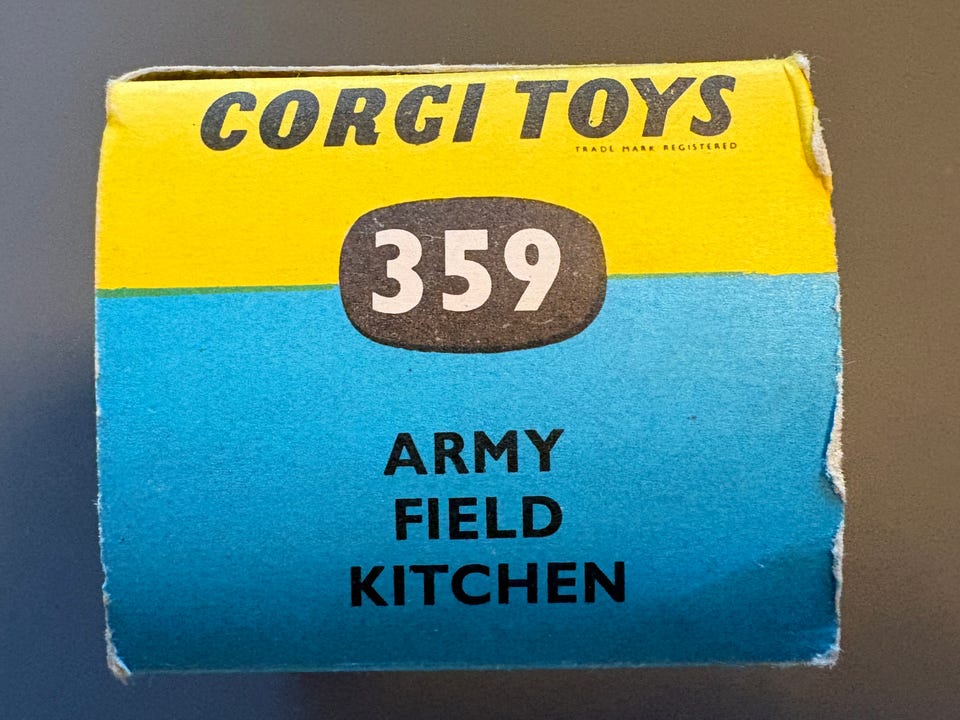 CORGI TOYS
TRADE MARK REGISTERED
359
ARMY
FIELD
KITCHEN